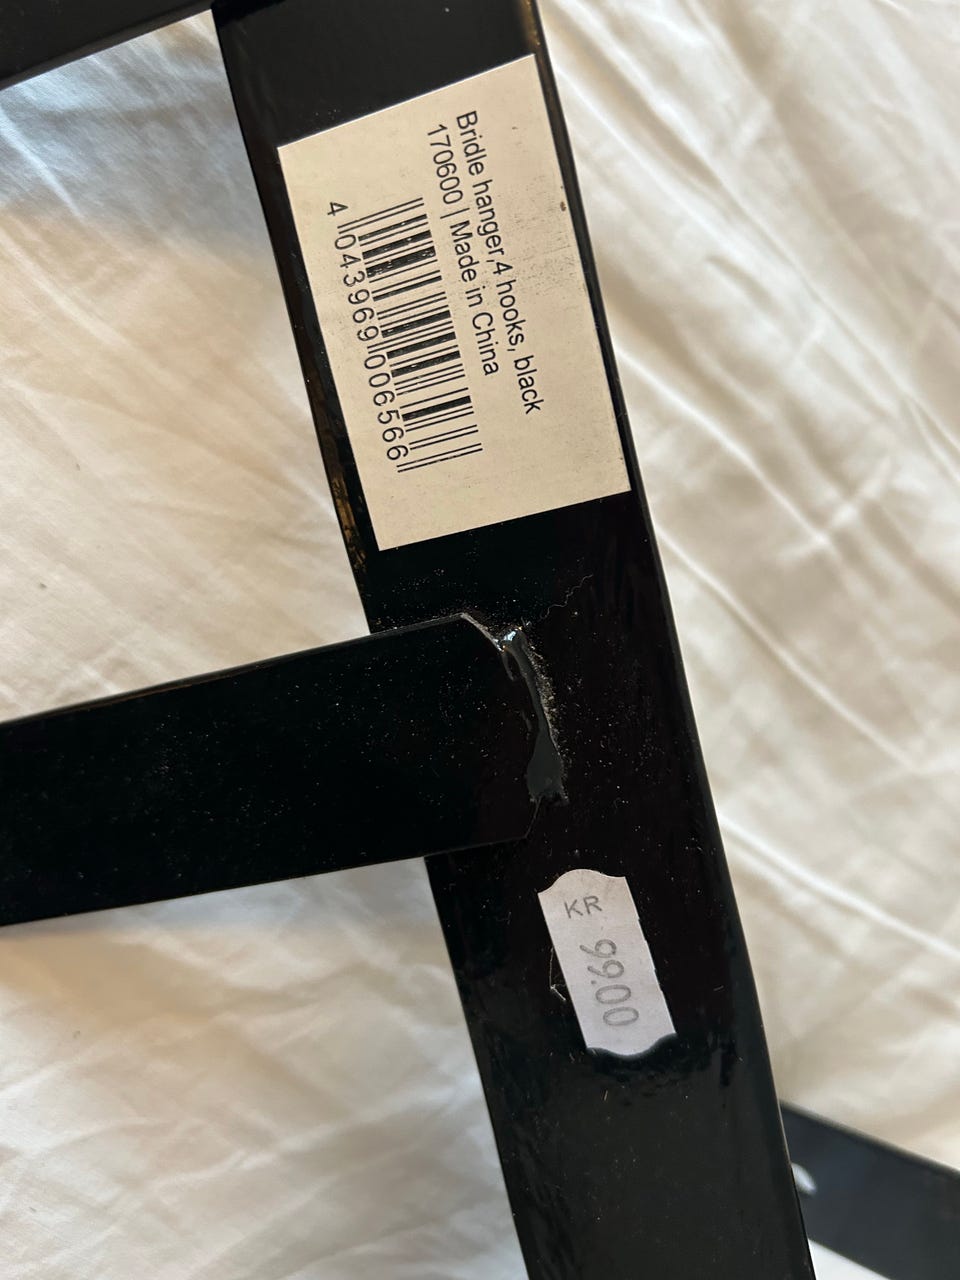 Bridle hanger,4 hooks, black
170600 | Made in China
4 043969 006566
KR
99.00